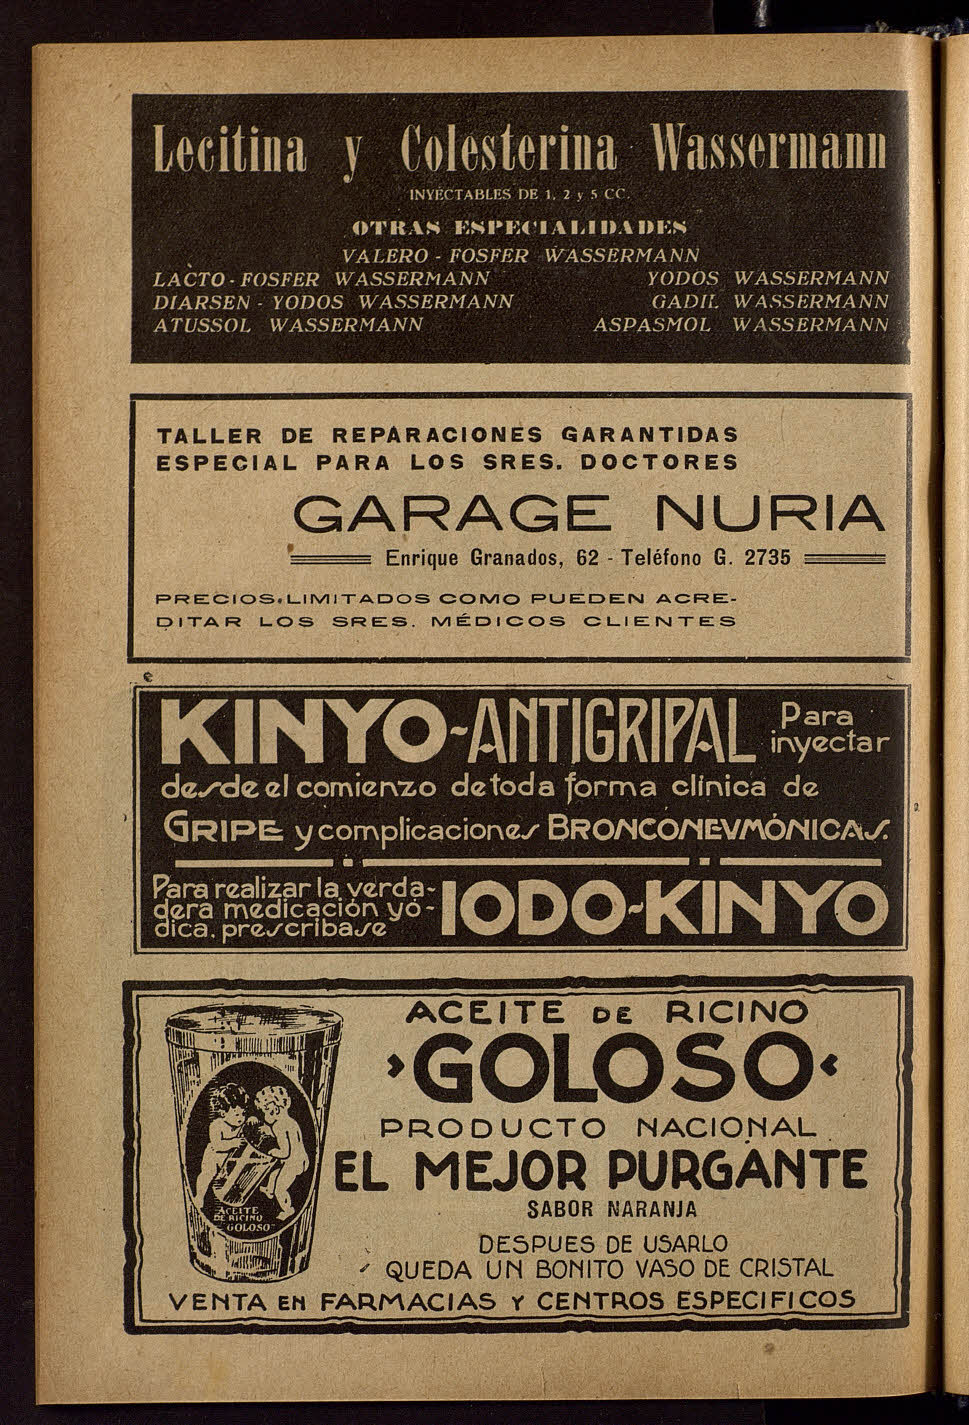 Lecitina y Colesterina Wassermann
INYECTABLES DE 1, 2 y 5 CC.
OTRAS ESPECIALIDADES
VALERO - FOSFER WASSERMANN
LACTO - FOSFER WASSERMANN YODOS WASSERMANN
DIARSEN - YODOS WASSERMANN GADIL WASSERMANN
ATUSSOL WASSERMANN ASPASMOL WASSERMANN
TALLER DE REPARACIONES GARANTIDAS
ESPECIAL PARA LOS SRES. DOCTORES
GARAGE NURIA
Enrique Granados, 62 - Teléfono G. 2735
PRECIOS LIMITADOS COMO PUEDEN ACRE-
DITAR LOS SRES. MÉDICOS CLIENTES
KINYO-ANTIGRIPAL Para
inyectar
desde el comienzo de toda forma clínica de
GRIPE y complicaciones BRONCONEVMÓNICAS.
Para realizar la verda-
dera medicación yó-
dica, prescríbase
IODO-KINYO
ACEITE DE RICINO
›GOLOSO‹
PRODUCTO NACIONAL
EL MEJOR PURGANTE
SABOR NARANJA
DESPUES DE USARLO
QUEDA UN BONITO VASO DE CRISTAL
VENTA EN FARMACIAS Y CENTROS ESPECIFICOS
ACEITE
DE RICINO
GOLOSO